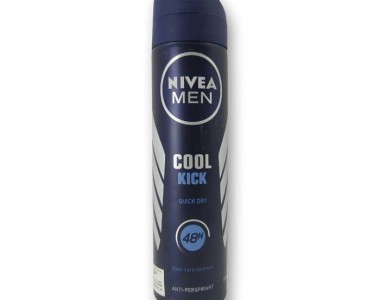 NIVEA
MEN
COOL
KICK
QUICK DRY
48H
ANTI-PERSPIRANT